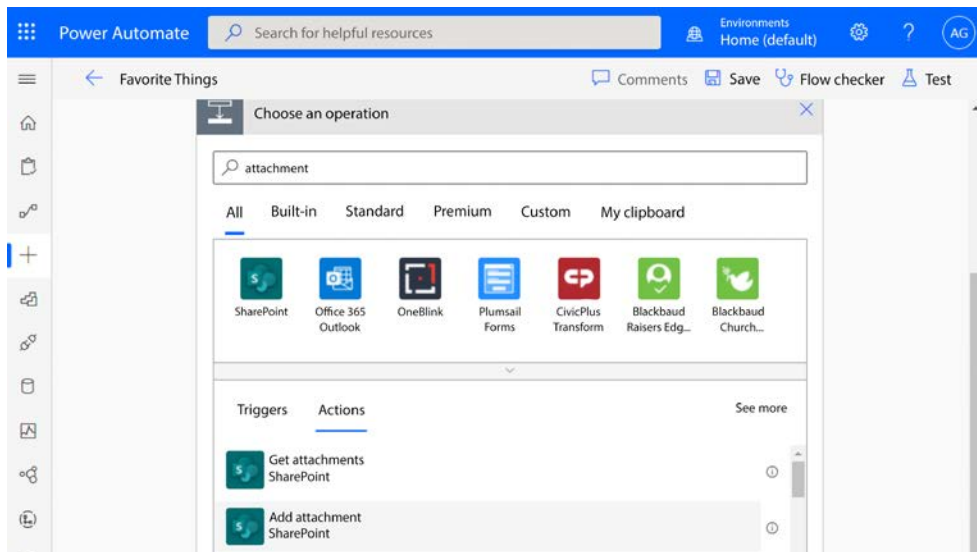 Power Automate
Search for helpful resources
Environments
Home (default)
?
AG
Favorite Things
Comments
Save
Flow checker
Test
Choose an operation
attachment
All
Built-in
Standard
Premium
Custom
My clipboard
SharePoint
Office 365
Outlook
OneBlink
Plumsail
Forms
CivicPlus
Transform
Blackbaud
Raisers Edg...
Blackbaud
Church...
Triggers
Actions
See more
Get attachments
SharePoint
Add attachment
SharePoint